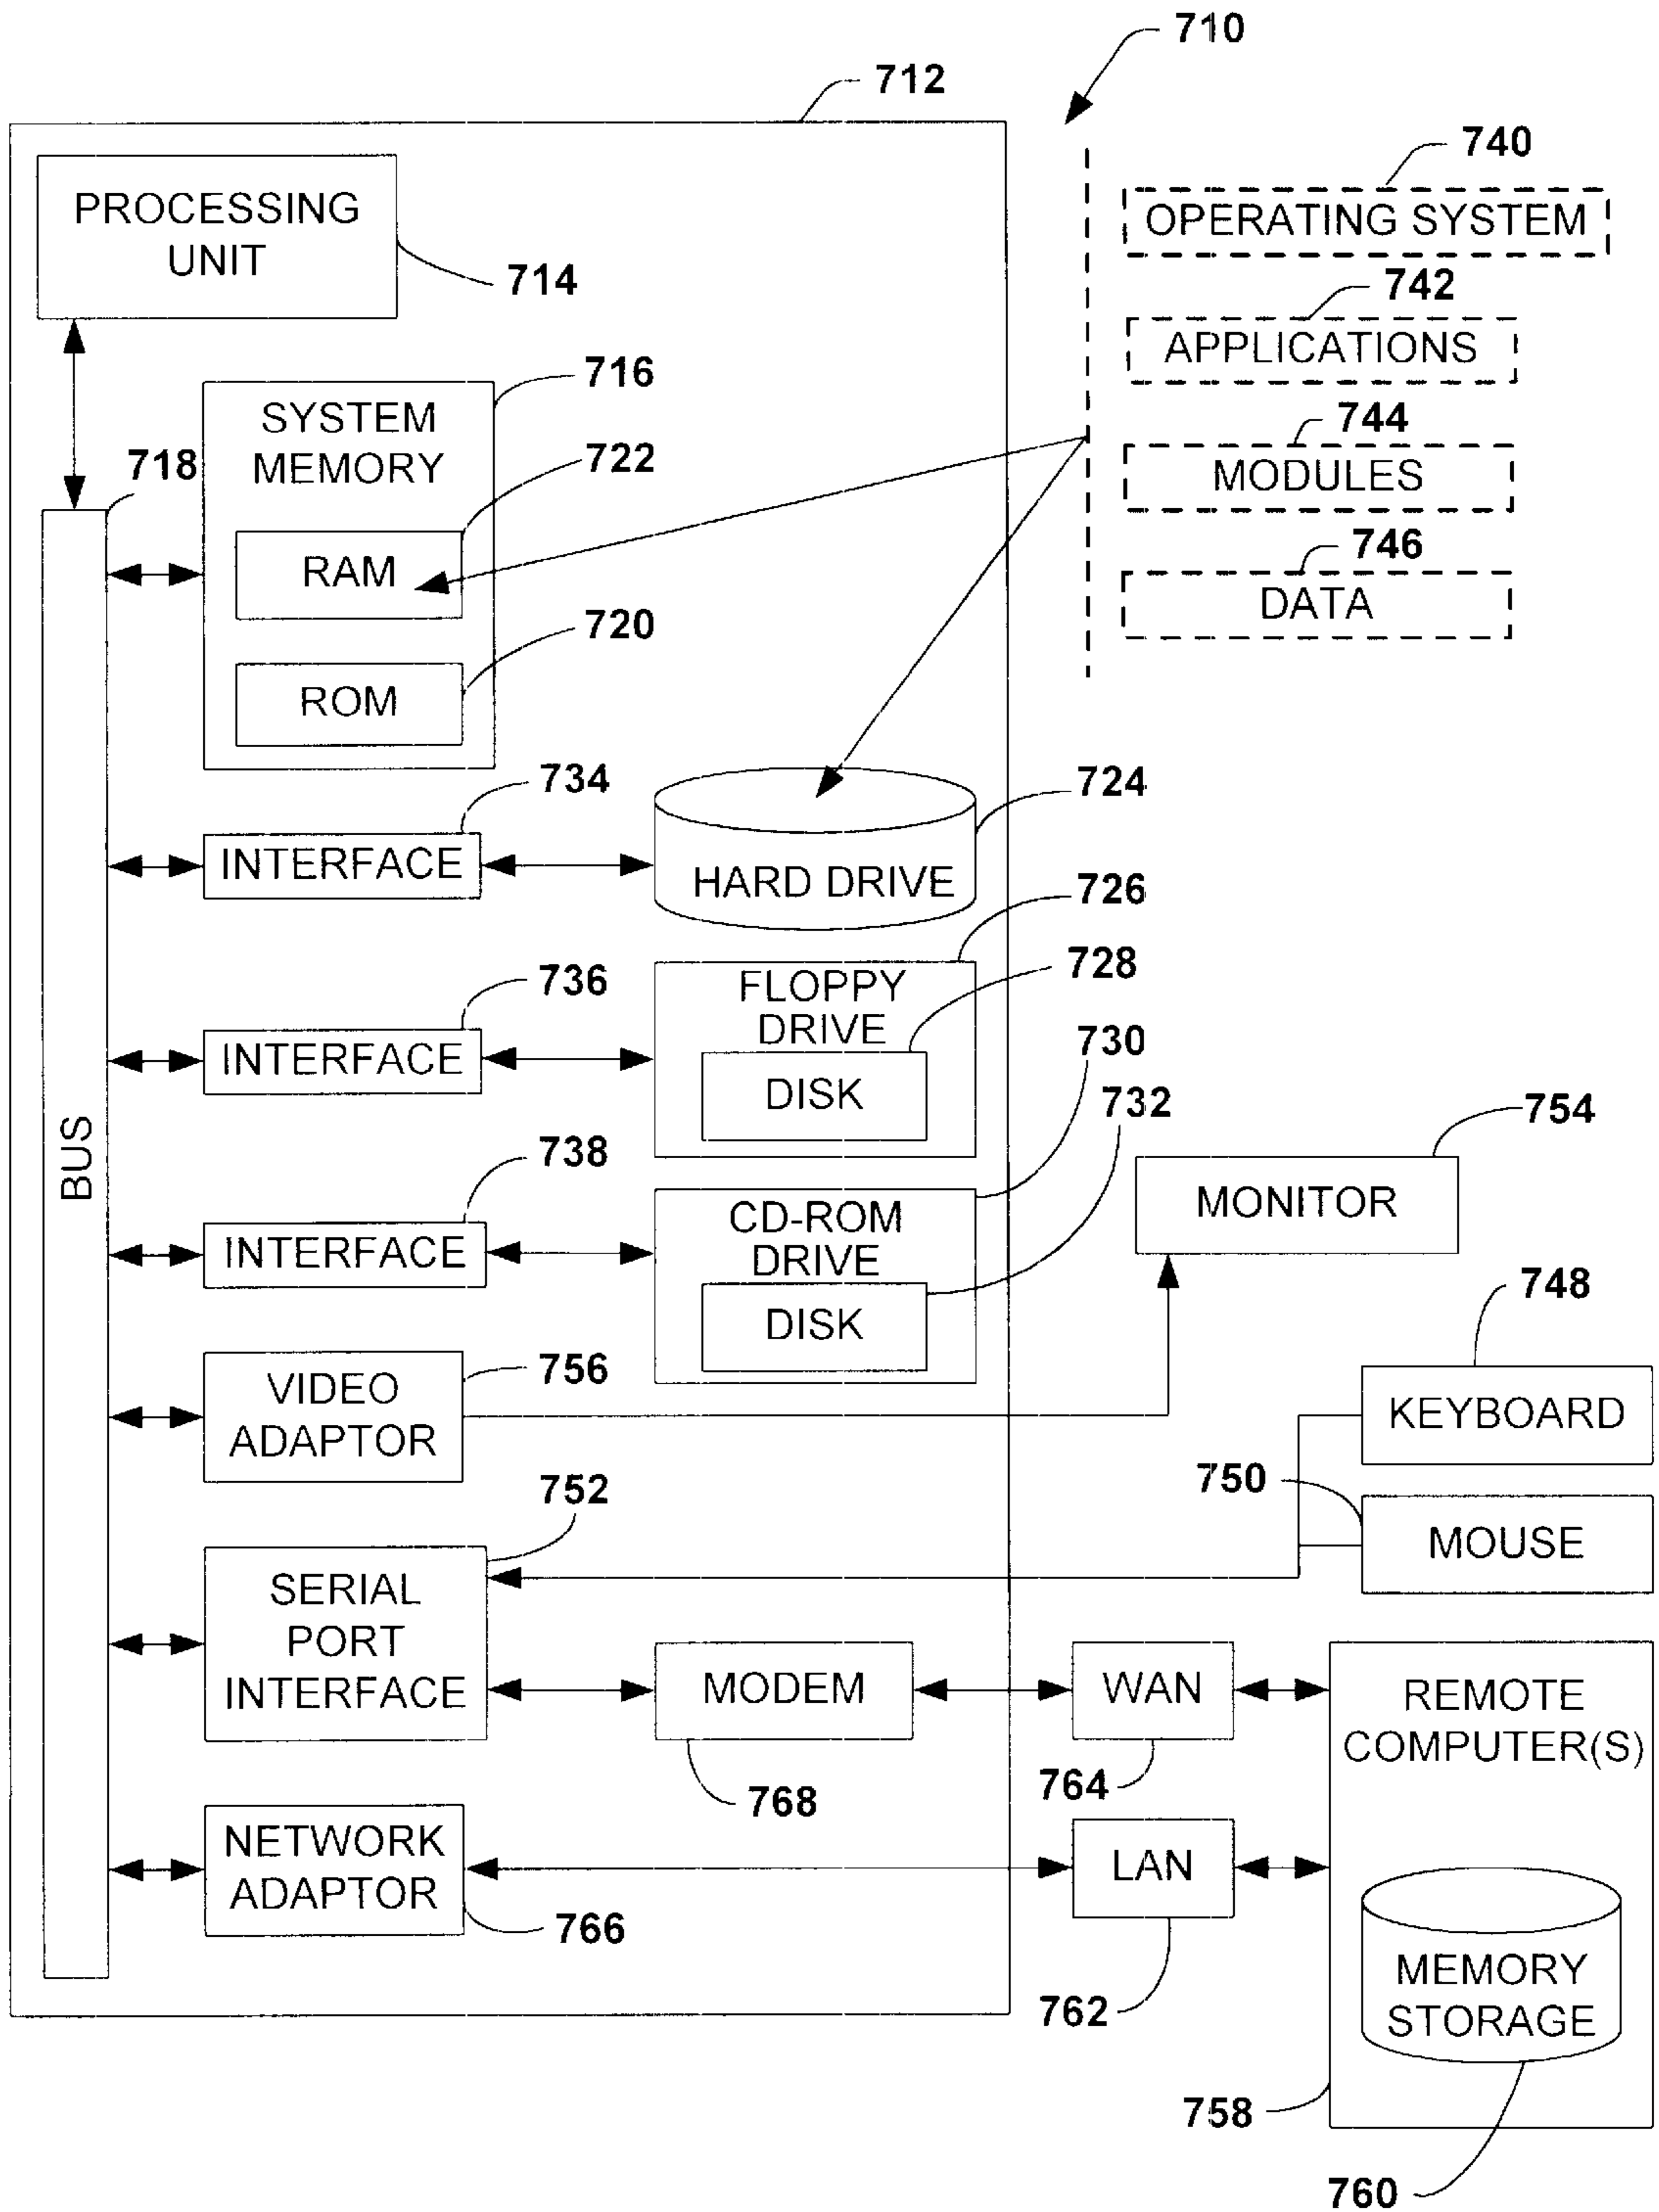 710
712
740
PROCESSING
UNIT
OPERATING SYSTEM
714
742
APPLICATIONS
716
SYSTEM
MEMORY
744
718
722
MODULES
RAM
746
DATA
720
ROM
734
724
INTERFACE
HARD DRIVE
726
728
736
FLOPPY
DRIVE
INTERFACE
730
DISK
732
754
BUS
738
MONITOR
CD-ROM
DRIVE
INTERFACE
748
DISK
756
VIDEO
ADAPTOR
KEYBOARD
750
752
MOUSE
SERIAL
PORT
INTERFACE
MODEM
WAN
REMOTE
COMPUTER(S)
764
768
NETWORK
ADAPTOR
LAN
766
MEMORY
STORAGE
762
758
760